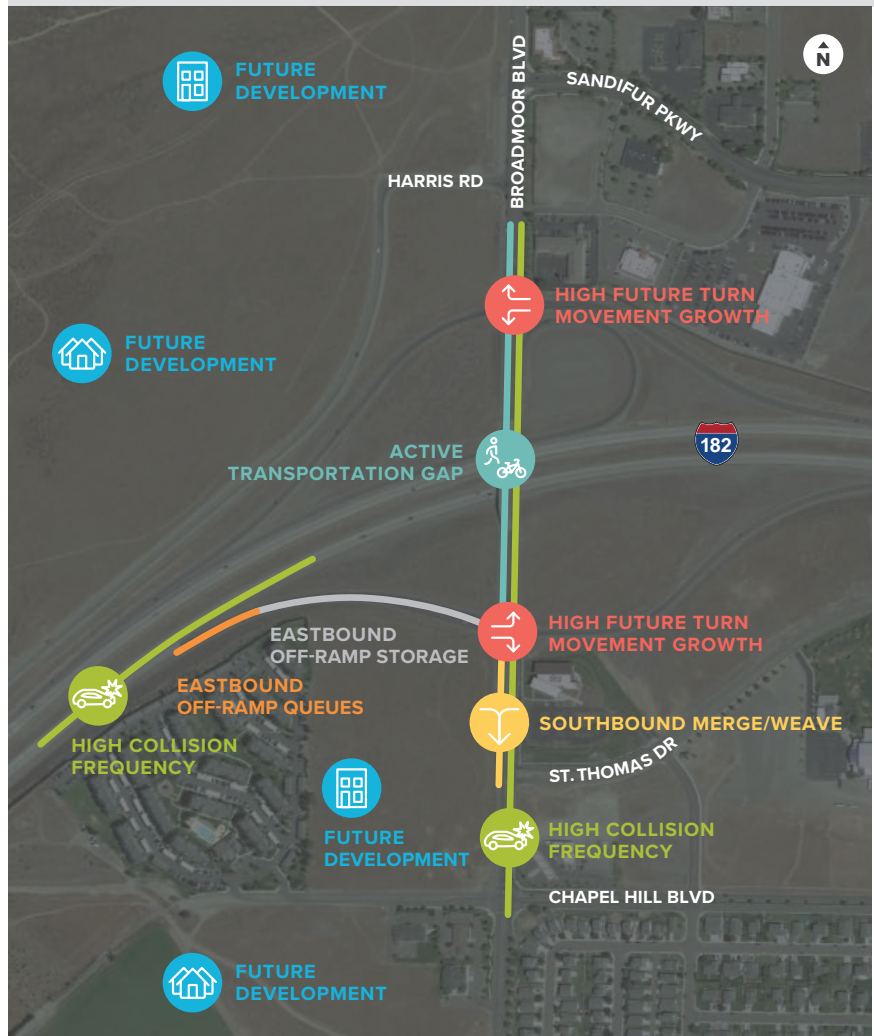 N
FUTURE
DEVELOPMENT
BROADMOOR BLVD
SANDIFUR PKWY
HARRIS RD
HIGH FUTURE TURN
MOVEMENT GROWTH
FUTURE
DEVELOPMENT
182
ACTIVE
TRANSPORTATION GAP
EASTBOUND
OFF-RAMP STORAGE
HIGH FUTURE TURN
MOVEMENT GROWTH
EASTBOUND
OFF-RAMP QUEUES
SOUTHBOUND MERGE/WEAVE
HIGH COLLISION
FREQUENCY
ST. THOMAS DR
FUTURE
DEVELOPMENT
HIGH COLLISION
FREQUENCY
CHAPEL HILL BLVD
FUTURE
DEVELOPMENT